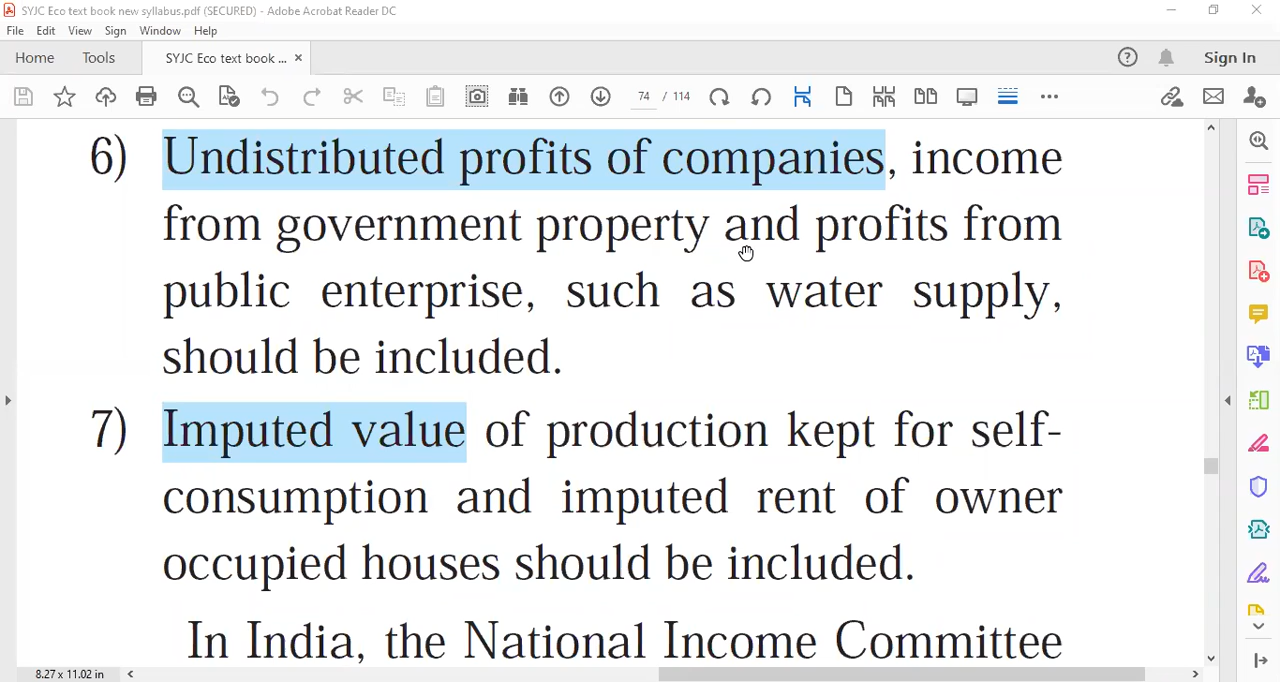 SYJC Eco text book new syllabus.pdf (SECURED) - Adobe Acrobat Reader DC
File Edit View Sign Window Help
Home Tools SYJC Eco text book ... × Sign In
74 / 114
6) Undistributed profits of companies, income
from government property and profits from
public enterprise, such as water supply,
should be included.
7) Imputed value of production kept for self-
consumption and imputed rent of owner
occupied houses should be included.
In India, the National Income Committee
8.27 x 11.02 in